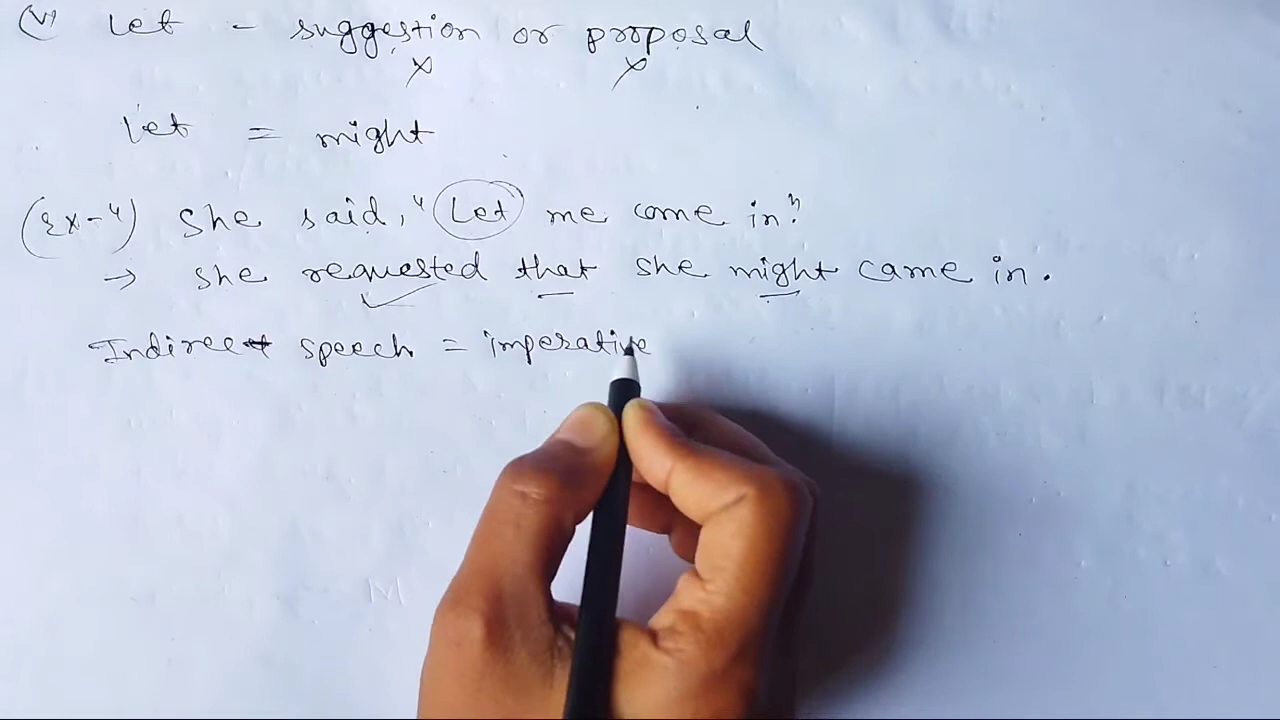 (v) Let - suggestion or proposal
x x
Let = might
(Ex-4) She said, "Let me come in".
→ she requested that she might came in.
Indirect speech = imperative
M